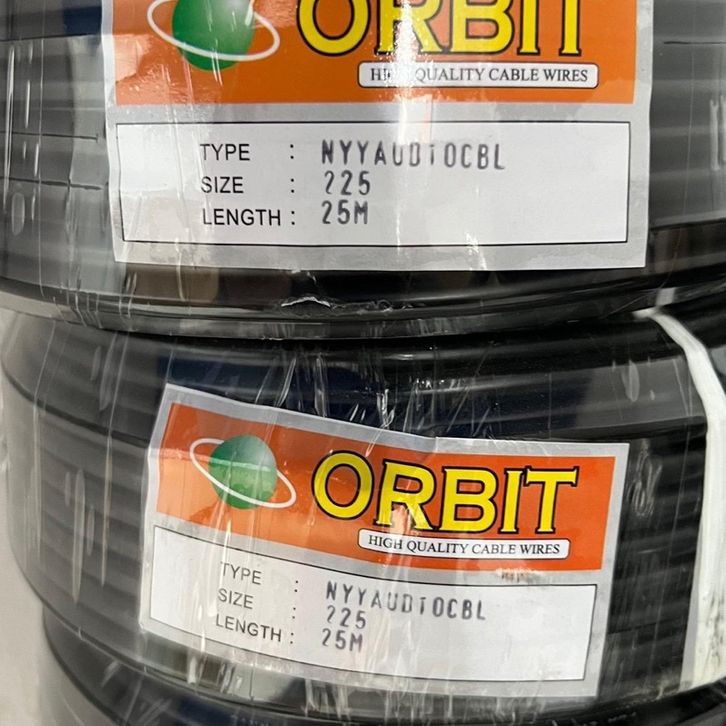 ORBIT
HIGH QUALITY CABLE WIRES
TYPE : NYYAUDIOCBL
SIZE : 225
LENGTH : 25M
ORBIT
HIGH QUALITY CABLE WIRES
TYPE : NYYAUDIOCBL
SIZE : 225
LENGTH : 25M